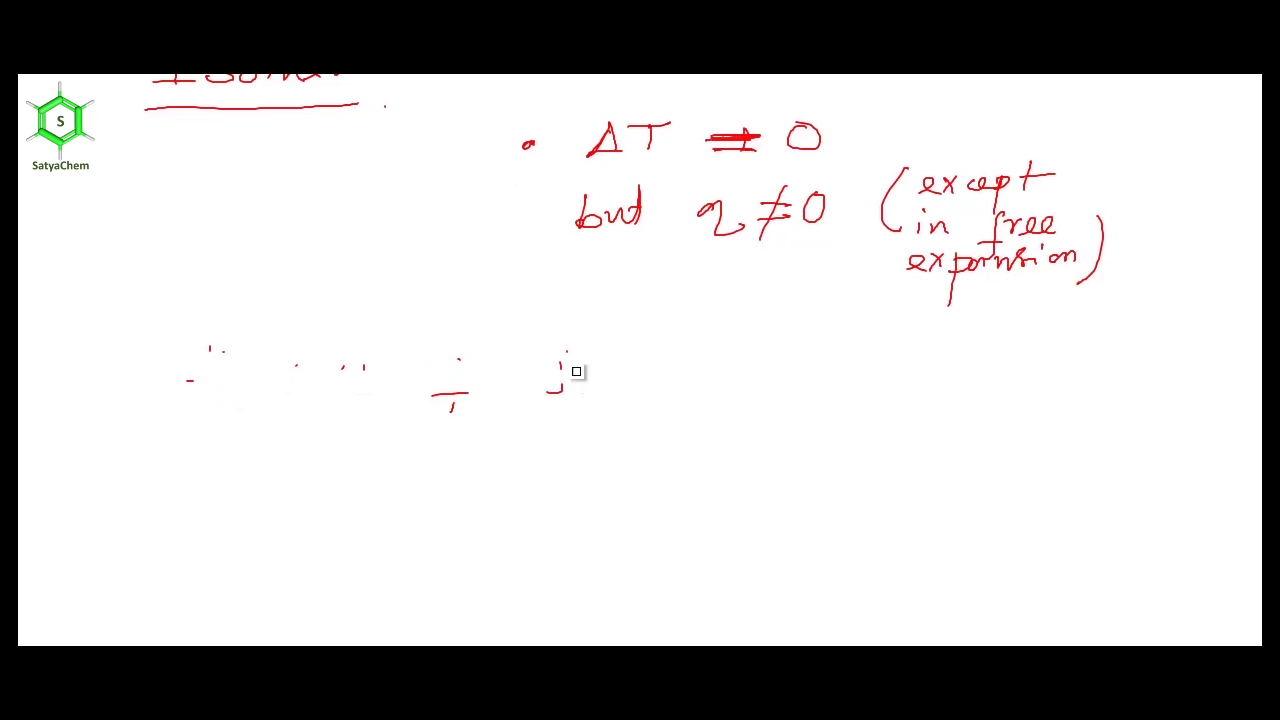 S
SatyaChem
ΔT = 0
but q ≠ 0 (except
in free
expansion)